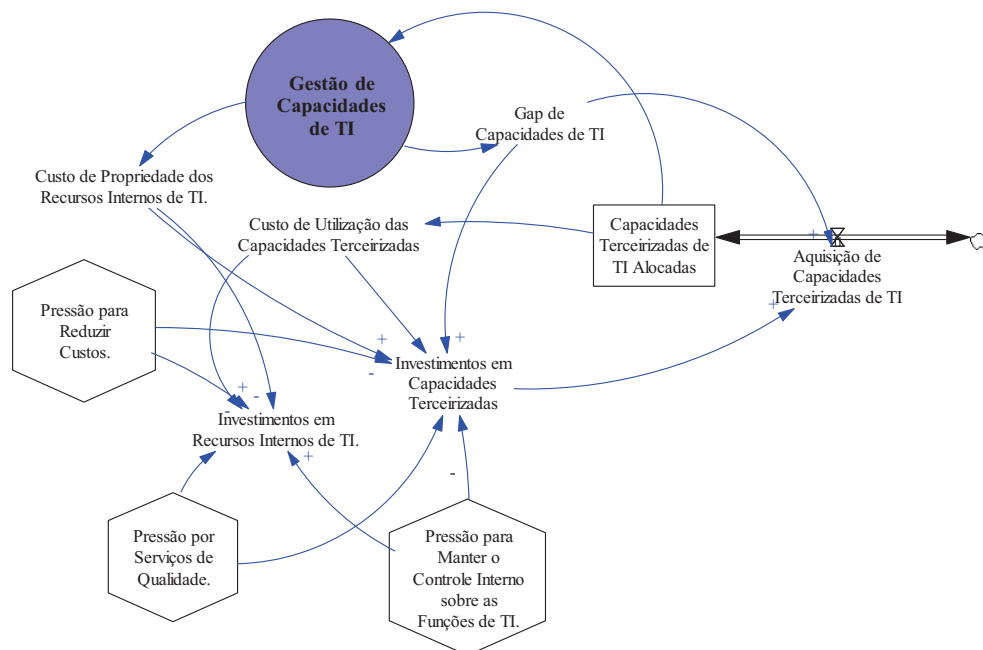 Gestão de
Capacidades
de TI
Gap de
Capacidades de TI
Custo de Propriedade dos
Recursos Internos de TI.
Custo de Utilização das
Capacidades Terceirizadas
Capacidades
Terceirizadas de
TI Alocadas
+
Aquisição de
Capacidades
Terceirizadas de TI
+
Pressão para
Reduzir
Custos.
+
+
-
Investimentos em
Capacidades
Terceirizadas
+
-
-
Investimentos em
Recursos Internos de TI.
+
-
Pressão por
Serviços de
Qualidade.
Pressão para
Manter o
Controle Interno
sobre as
Funções de TI.